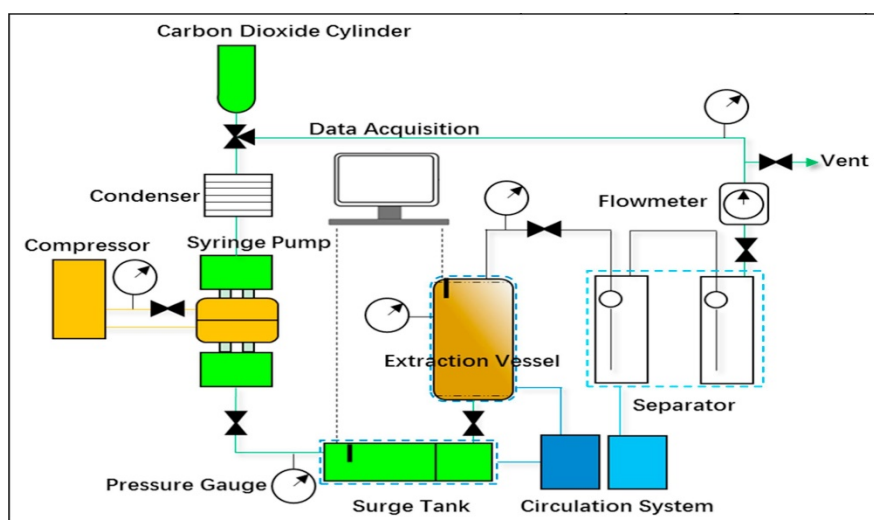 Carbon Dioxide Cylinder
Data Acquisition
Vent
Condenser
Flowmeter
Compressor
Syringe Pump
Extraction Vessel
Separator
Pressure Gauge
Surge Tank
Circulation System